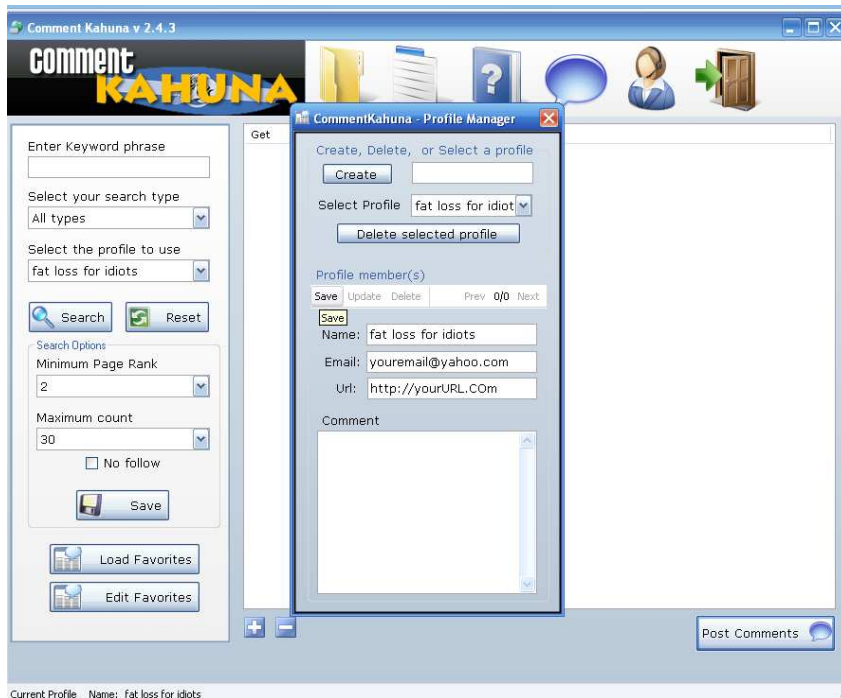 Comment Kahuna v 2.4.3
comment
KAHUNA
?
Enter Keyword phrase
Select your search type
All types
Select the profile to use
fat loss for idiots
Search
Reset
Search Options
Minimum Page Rank
2
Maximum count
30
No follow
Save
Load Favorites
Edit Favorites
Get
CommentKahuna - Profile Manager
Create, Delete, or Select a profile
Create
Select Profile fat loss for idiot
Delete selected profile
Profile member(s)
Save Update Delete Prev 0/0 Next
Save
Name: fat loss for idiots
Email: youremail@yahoo.com
Url: http://yourURL.COm
Comment
Post Comments
Current Profile Name: fat loss for idiots